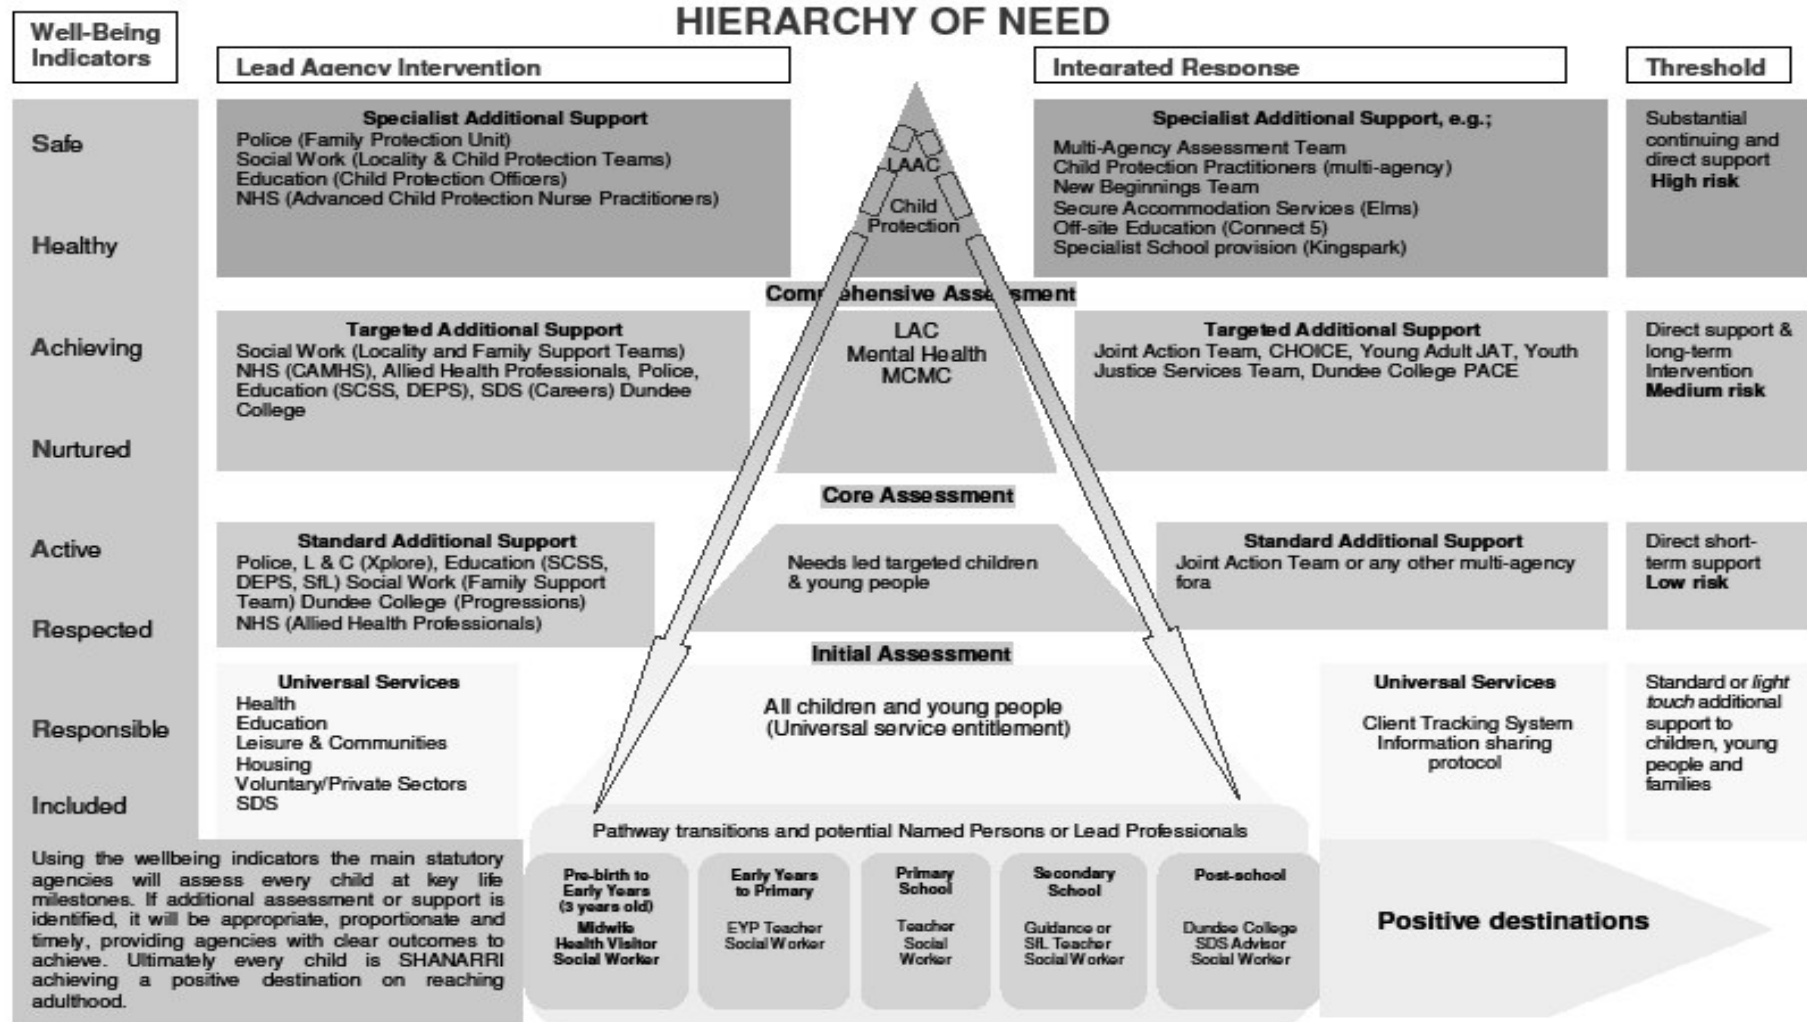 HIERARCHY OF NEED
Well-Being
Indicators
Lead Agency Intervention
Integrated Response
Threshold
Safe
Healthy
Achieving
Nurtured
Active
Respected
Responsible
Included
Specialist Additional Support
Police (Family Protection Unit)
Social Work (Locality & Child Protection Teams)
Education (Child Protection Officers)
NHS (Advanced Child Protection Nurse Practitioners)
LAAC
Child
Protection
Specialist Additional Support, e.g.;
Multi-Agency Assessment Team
Child Protection Practitioners (multi-agency)
New Beginnings Team
Secure Accommodation Services (Elms)
Off-site Education (Connect 5)
Specialist School provision (Kingspark)
Substantial
continuing and
direct support
High risk
Comprehensive Assessment
Targeted Additional Support
Social Work (Locality and Family Support Teams)
NHS (CAMHS), Allied Health Professionals, Police,
Education (SCSS, DEPS), SDS (Careers) Dundee
College
LAC
Mental Health
MCMC
Targeted Additional Support
Joint Action Team, CHOICE, Young Adult JAT, Youth
Justice Services Team, Dundee College PACE
Direct support &
long-term
Intervention
Medium risk
Core Assessment
Standard Additional Support
Police, L & C (Xplore), Education (SCSS,
DEPS, SfL) Social Work (Family Support
Team) Dundee College (Progressions)
NHS (Allied Health Professionals)
Needs led targeted children
& young people
Standard Additional Support
Joint Action Team or any other multi-agency
fora
Direct short-
term support
Low risk
Initial Assessment
Universal Services
Health
Education
Leisure & Communities
Housing
Voluntary/Private Sectors
SDS
All children and young people
(Universal service entitlement)
Universal Services
Client Tracking System
Information sharing
protocol
Standard or light
touch additional
support to
children, young
people and
families
Pathway transitions and potential Named Persons or Lead Professionals
Using the wellbeing indicators the main statutory
agencies will assess every child at key life
milestones. If additional assessment or support is
identified, it will be appropriate, proportionate and
timely, providing agencies with clear outcomes to
achieve. Ultimately every child is SHANARRI
achieving a positive destination on reaching
adulthood.
Pre-birth to
Early Years
(3 years old)
Midwife
Health Visitor
Social Worker
Early Years
to Primary
EYP Teacher
Social Worker
Primary
School
Teacher
Social
Worker
Secondary
School
Guidance or
SfL Teacher
Social Worker
Post-school
Dundee College
SDS Advisor
Social Worker
Positive destinations